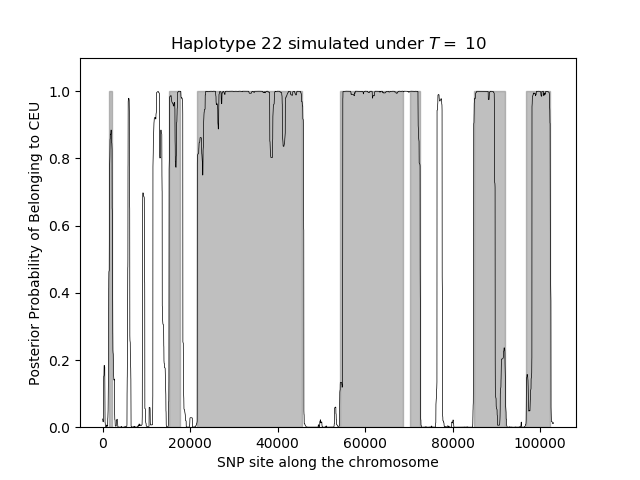 Haplotype 22 simulated under T = 10
Posterior Probability of Belonging to CEU
1.0
0.8
0.6
0.4
0.2
0.0
0 20000 40000 60000 80000 100000
SNP site along the chromosome